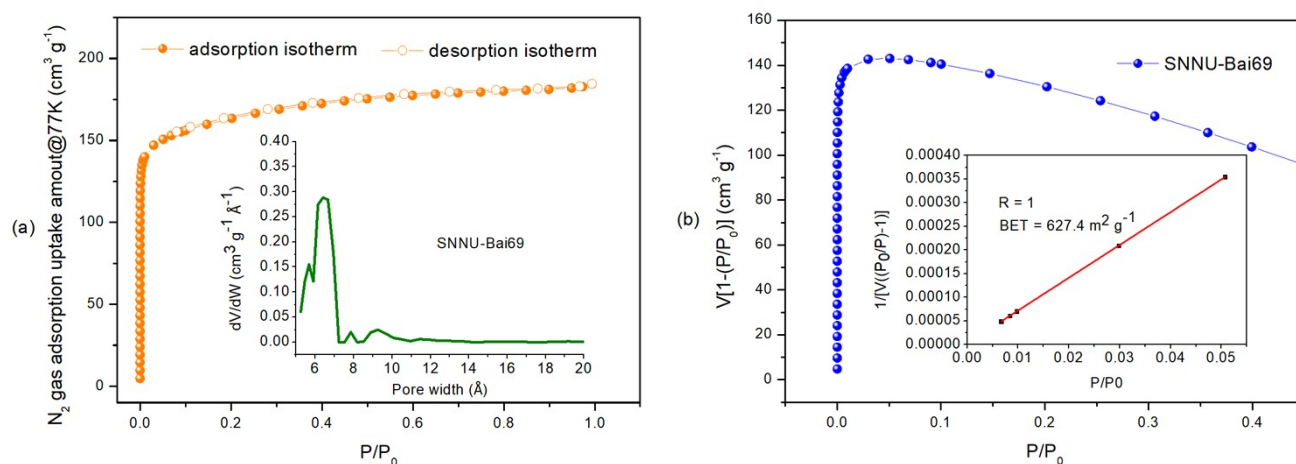 (a)
N₂ gas adsorption uptake amout@77K (cm³ g⁻¹)
200
150
100
50
0
adsorption isotherm
desorption isotherm
0.40
0.35
0.30
0.25
0.20
0.15
0.10
0.05
0.00
dV/dW (cm³ g⁻¹ Å⁻¹)
SNNU-Bai69
6 8 10 12 14 16 18 20
Pore width (Å)
0.0 0.2 0.4 0.6 0.8 1.0
P/P₀
(b)
V[1-(P/P₀)] (cm³ g⁻¹)
160
140
120
100
80
60
40
20
0
SNNU-Bai69
0.00040
0.00035
0.00030
0.00025
0.00020
0.00015
0.00010
0.00005
0.00000
1/[V((P₀/P)-1)]
R = 1
BET = 627.4 m² g⁻¹
0.00 0.01 0.02 0.03 0.04 0.05
P/P0
0.0 0.1 0.2 0.3 0.4
P/P₀